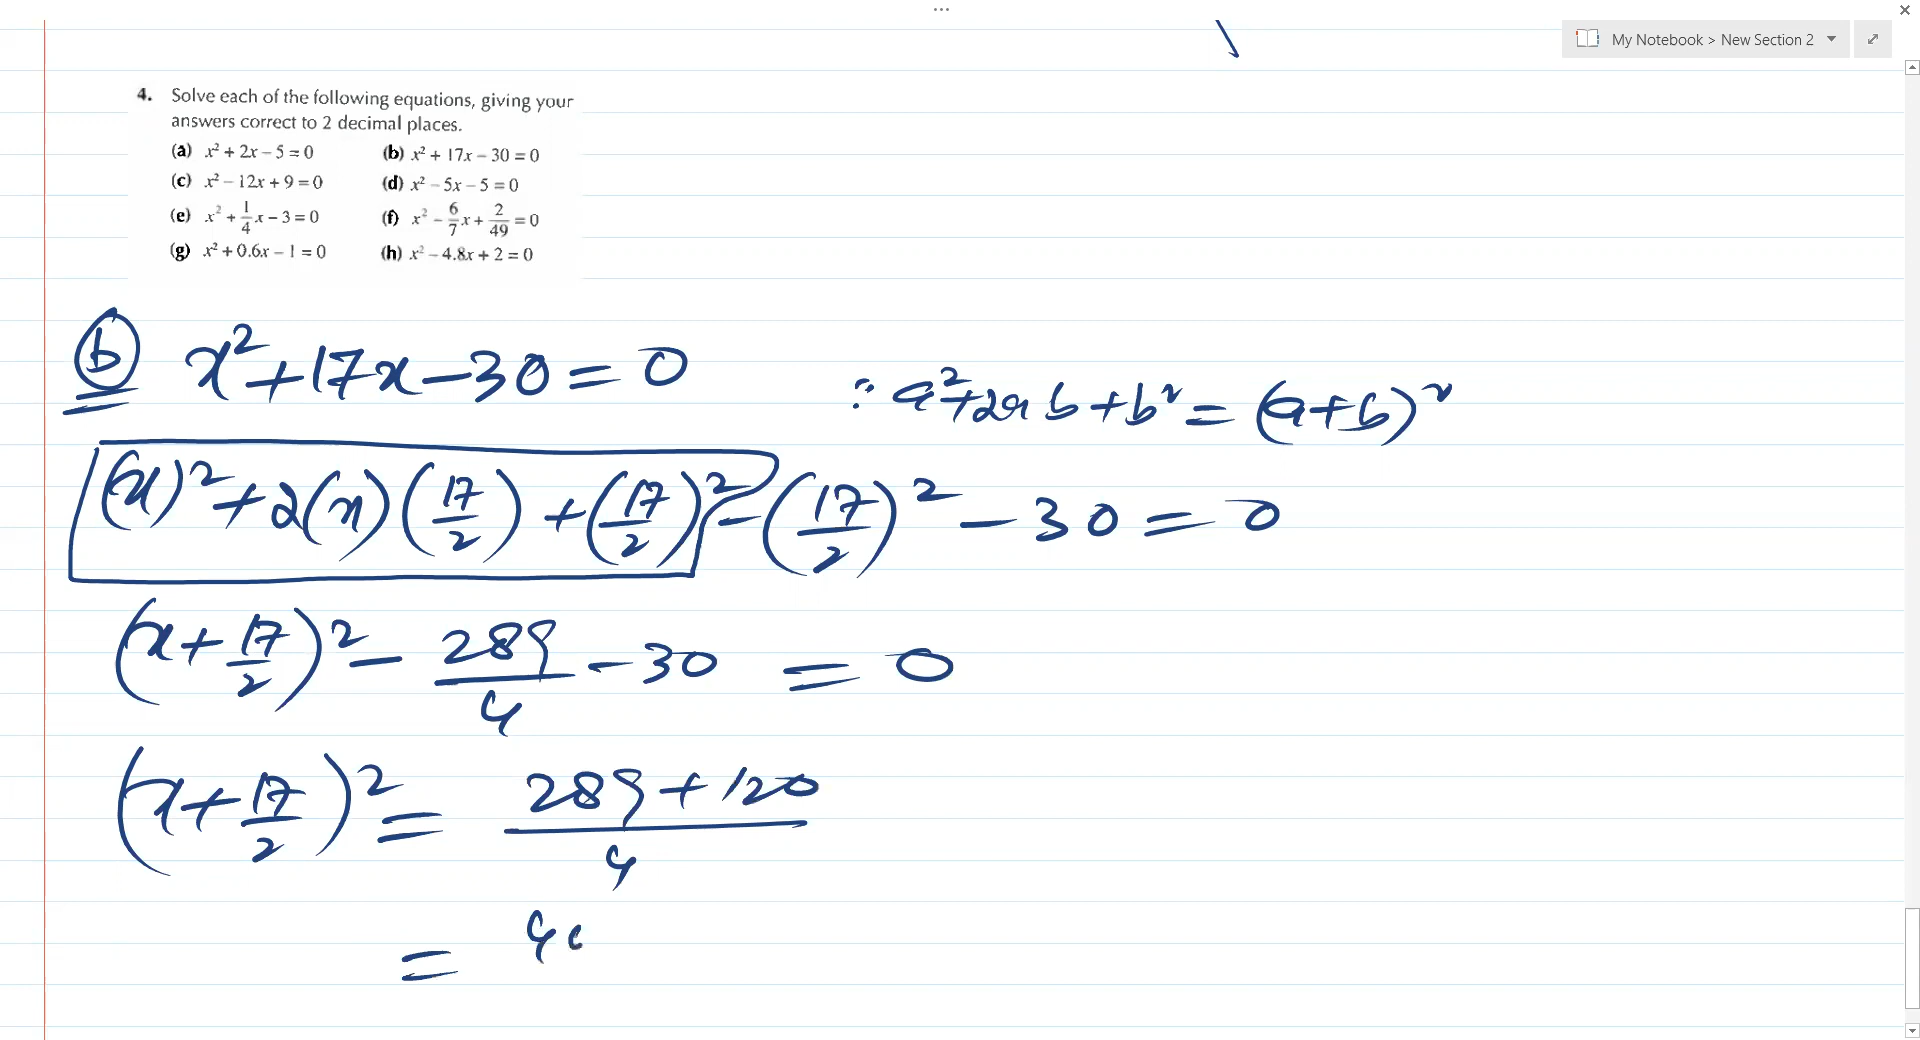 My Notebook > New Section 2
4. Solve each of the following equations, giving your
answers correct to 2 decimal places.
(a) x² + 2x – 5 = 0 (b) x² + 17x – 30 = 0
(c) x² – 12x + 9 = 0 (d) x² – 5x – 5 = 0
(e) x² + 1/4 x – 3 = 0 (f) x² – 6/7 x + 2/49 = 0
(g) x² + 0.6x – 1 = 0 (h) x² – 4.8x + 2 = 0
(b) x² + 17x – 30 = 0
∵ a² + 2ab + b² = (a+b)²
(x)² + 2(x)(17/2) + (17/2)² – (17/2)² – 30 = 0
(x + 17/2)² – 289/4 – 30 = 0
(x + 17/2)² = (289 + 120)/4
= 40